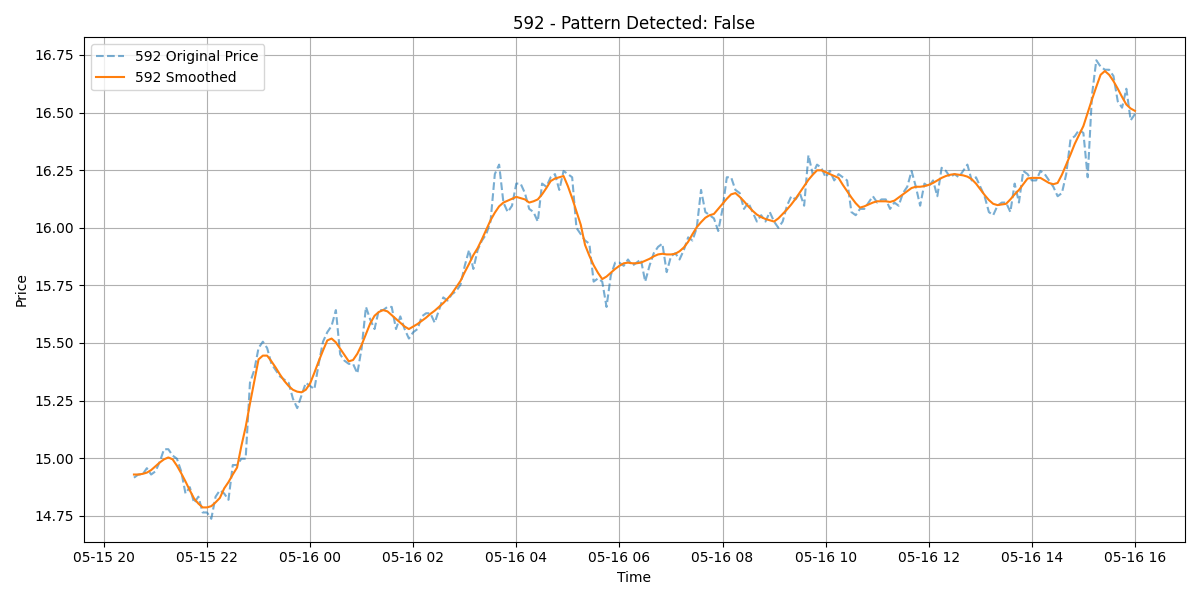 592 - Pattern Detected: False
592 Original Price
592 Smoothed
Price
16.75
16.50
16.25
16.00
15.75
15.50
15.25
15.00
14.75
05-15 20 05-15 22 05-16 00 05-16 02 05-16 04 05-16 06 05-16 08 05-16 10 05-16 12 05-16 14 05-16 16
Time